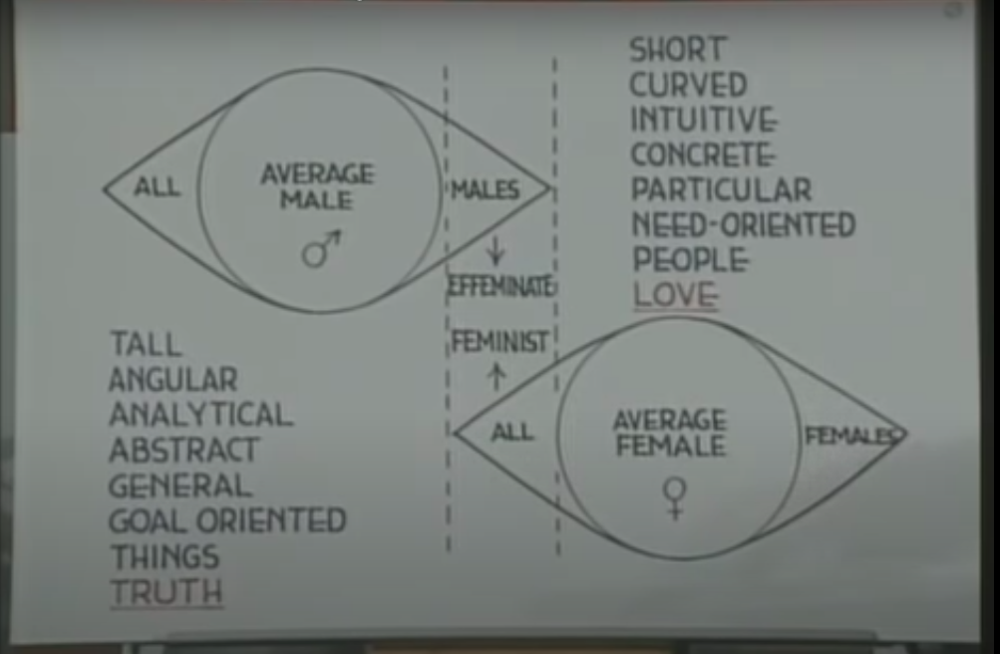 SHORT
CURVED
INTUITIVE
CONCRETE
PARTICULAR
NEED-ORIENTED
PEOPLE
LOVE
ALL
AVERAGE
MALE
MALES
EFFEMINATE
FEMINIST
TALL
ANGULAR
ANALYTICAL
ABSTRACT
GENERAL
GOAL ORIENTED
THINGS
TRUTH
ALL
AVERAGE
FEMALE
FEMALES